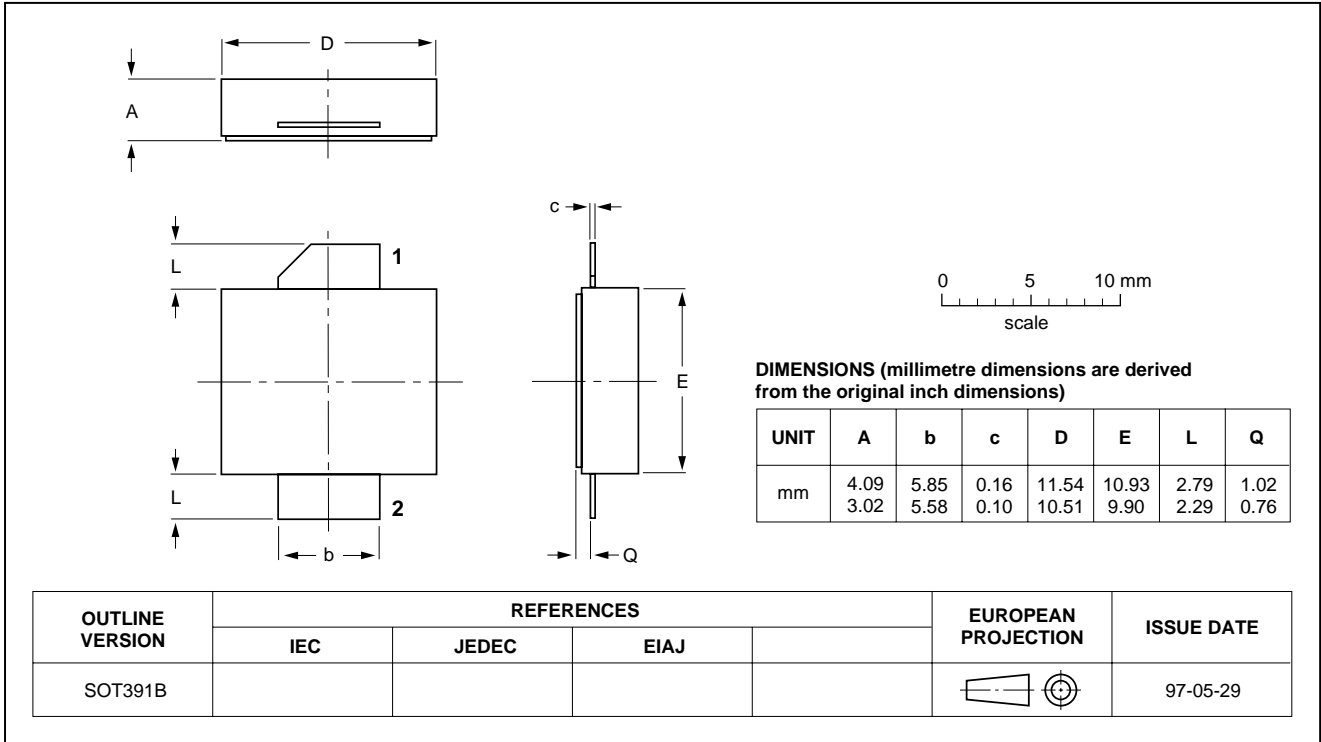 D
A
c
L
1
0 5 10 mm
scale
E
DIMENSIONS (millimetre dimensions are derived
from the original inch dimensions)
UNIT A b c D E L Q
mm 4.09 5.85 0.16 11.54 10.93 2.79 1.02
3.02 5.58 0.10 10.51 9.90 2.29 0.76
L
2
b
Q
OUTLINE
VERSION
REFERENCES
EUROPEAN
PROJECTION
ISSUE DATE
IEC JEDEC EIAJ
SOT391B
97-05-29